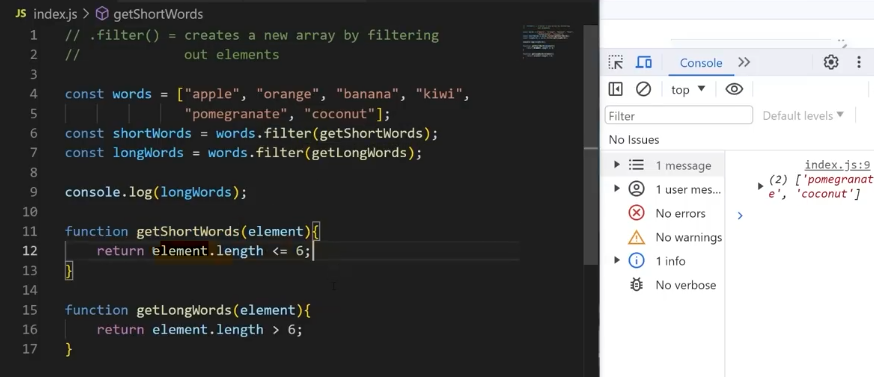 JS index.js > getShortWords
1 // .filter() = creates a new array by filtering
2 // out elements
3
4 const words = ["apple", "orange", "banana", "kiwi",
5 "pomegranate", "coconut"];
6 const shortWords = words.filter(getShortWords);
7 const longWords = words.filter(getLongWords);
8
9 console.log(longWords);
10
11 function getShortWords(element){
12 return element.length <= 6;
13 }
14
15 function getLongWords(element){
16 return element.length > 6;
17 }
Console
top
Filter
Default levels
No Issues
1 message
1 user mes...
No errors
No warnings
1 info
No verbose
index.js:9
(2) ['pomegranat
e', 'coconut']